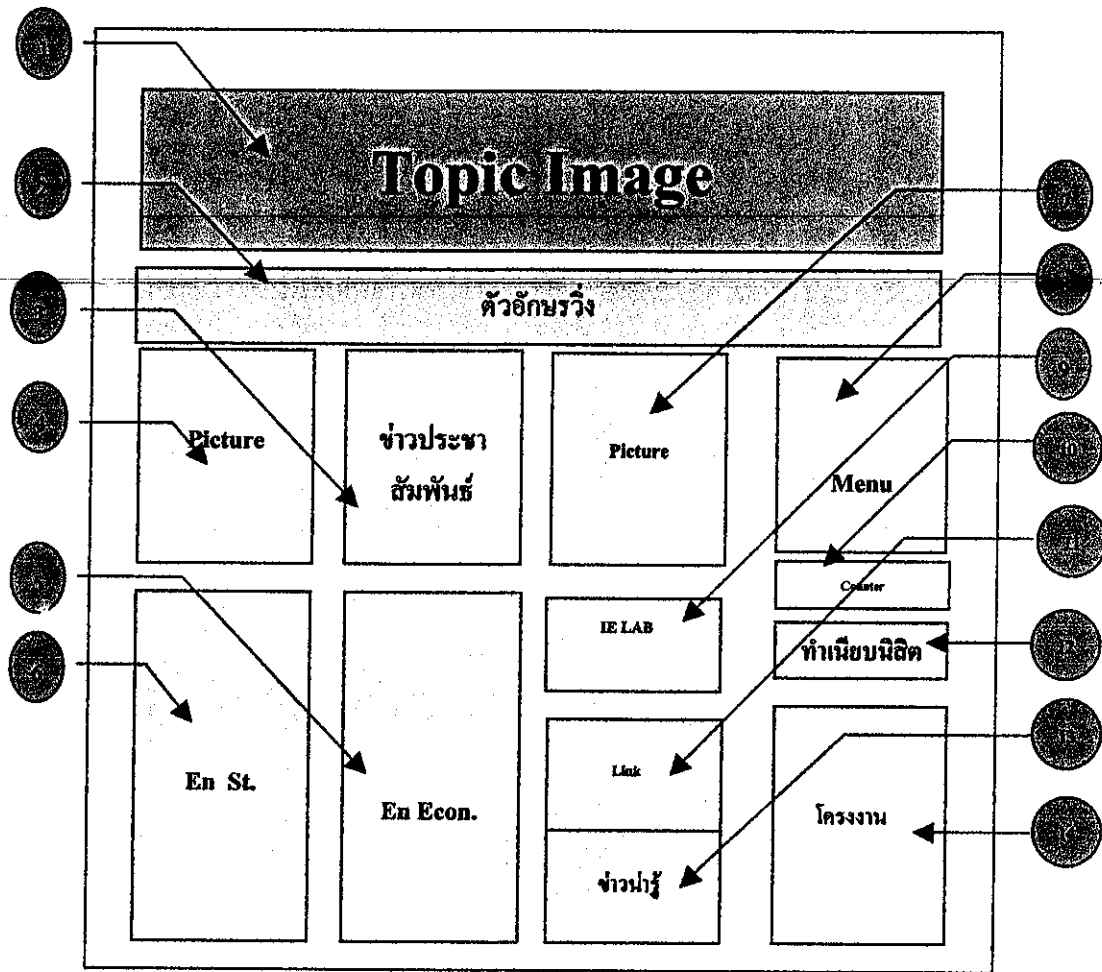 Topic Image
ตัวอักษรวิ่ง
Picture
ข่าวประชา
สัมพันธ์
Picture
Menu
Counter
IE LAB
ทำเนียบนิสิต
En St.
En Econ.
Link
โครงงาน
ข่าวน่ารู้
9
10